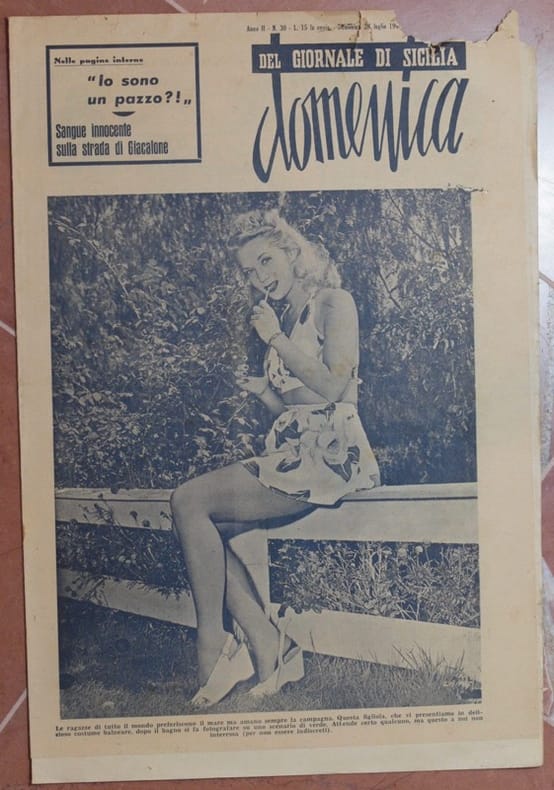 Anno II - N. 30 - L. 15 la copia - Domenica 28 luglio 19
DEL GIORNALE DI SICILIA
domenica
Nelle pagine interne
"Io sono
un pazzo?!„
Sangue innocente
sulla strada di Giacalone
Le ragazze di tutto il mondo preferiscono il mare ma amano sempre la campagna. Questa figliola, che vi presentiamo in deli-
zioso costume balneare, dopo il bagno si fa fotografare su uno scenario di verde. Attende certo qualcuno, ma questo a noi non
interessa (per non essere indiscreti).